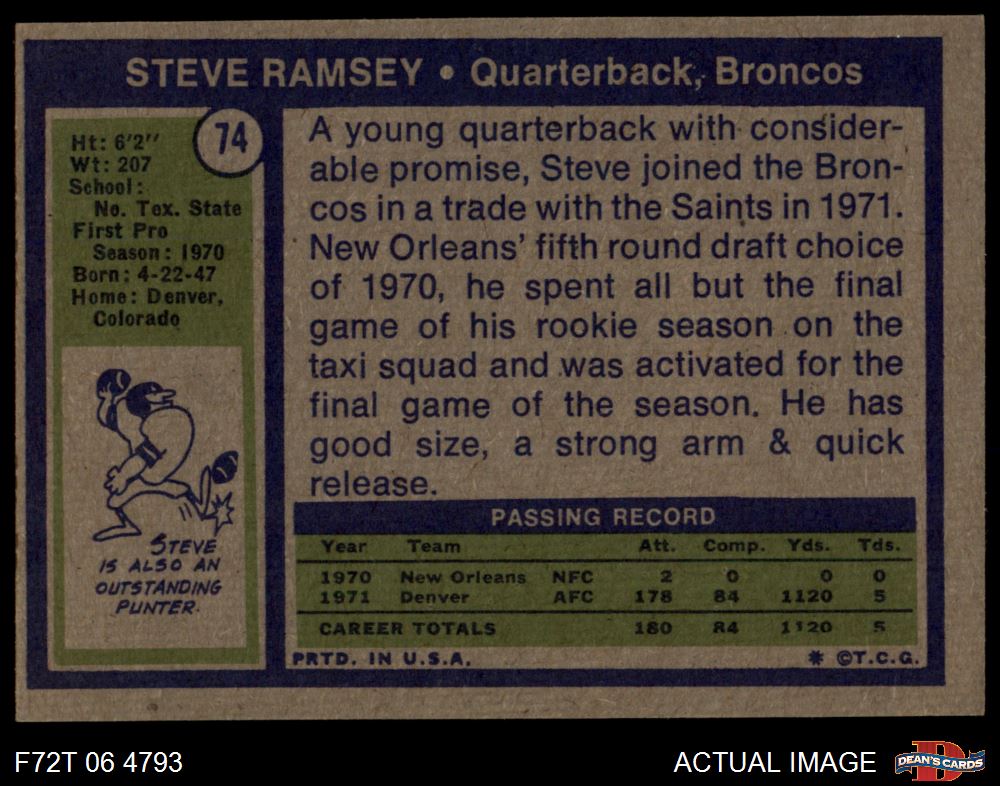 STEVE RAMSEY • Quarterback, Broncos
74
Ht: 6'2"
Wt: 207
School:
No. Tex. State
First Pro
Season: 1970
Born: 4-22-47
Home: Denver,
Colorado
STEVE
IS ALSO AN
OUTSTANDING
PUNTER.
A young quarterback with consider-
able promise, Steve joined the Bron-
cos in a trade with the Saints in 1971.
New Orleans' fifth round draft choice
of 1970, he spent all but the final
game of his rookie season on the
taxi squad and was activated for the
final game of the season. He has
good size, a strong arm & quick
release.
PASSING RECORD
Year Team Att. Comp. Yds. Tds.
1970 New Orleans NFC 2 0 0 0
1971 Denver AFC 178 84 1120 5
CAREER TOTALS 180 84 1120 5
PRTD. IN U.S.A. * ©T.C.G.
F72T 06 4793
ACTUAL IMAGE
D
DEAN'S CARDS